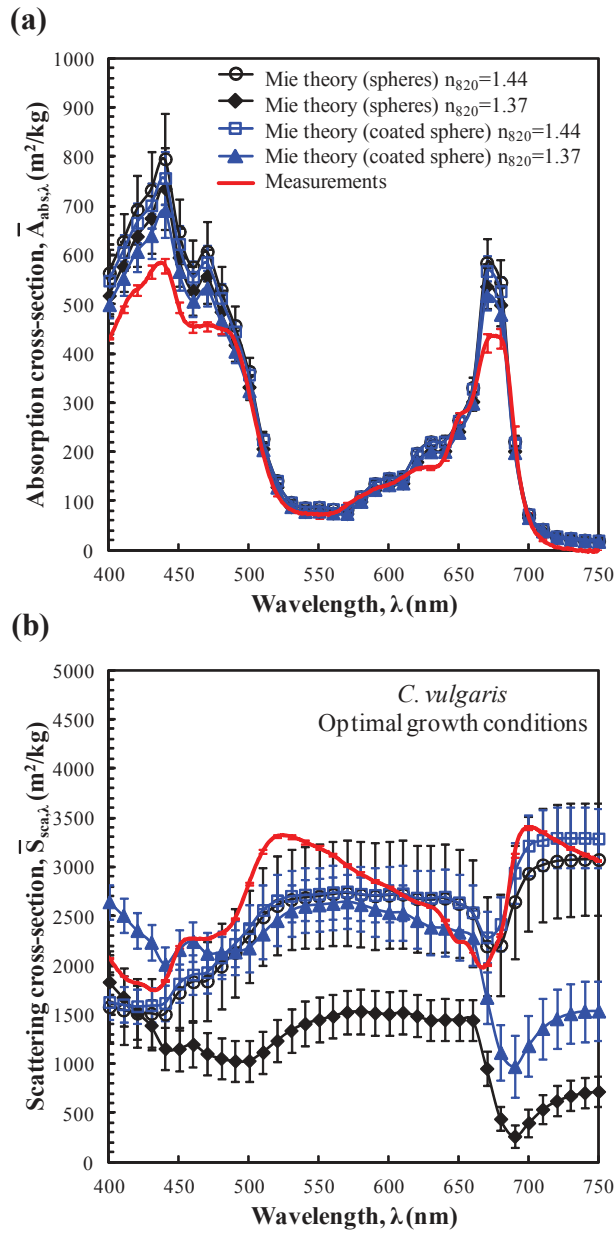 (a)
1000
900
800
700
600
500
400
300
200
100
0
Absorption cross-section, A̅abs,λ (m²/kg)
Mie theory (spheres) n₈₂₀=1.44
Mie theory (spheres) n₈₂₀=1.37
Mie theory (coated sphere) n₈₂₀=1.44
Mie theory (coated sphere) n₈₂₀=1.37
Measurements
400 450 500 550 600 650 700 750
Wavelength, λ (nm)
(b)
5000
4500
4000
3500
3000
2500
2000
1500
1000
500
0
Scattering cross-section, S̅sca,λ (m²/kg)
C. vulgaris
Optimal growth conditions
400 450 500 550 600 650 700 750
Wavelength, λ (nm)